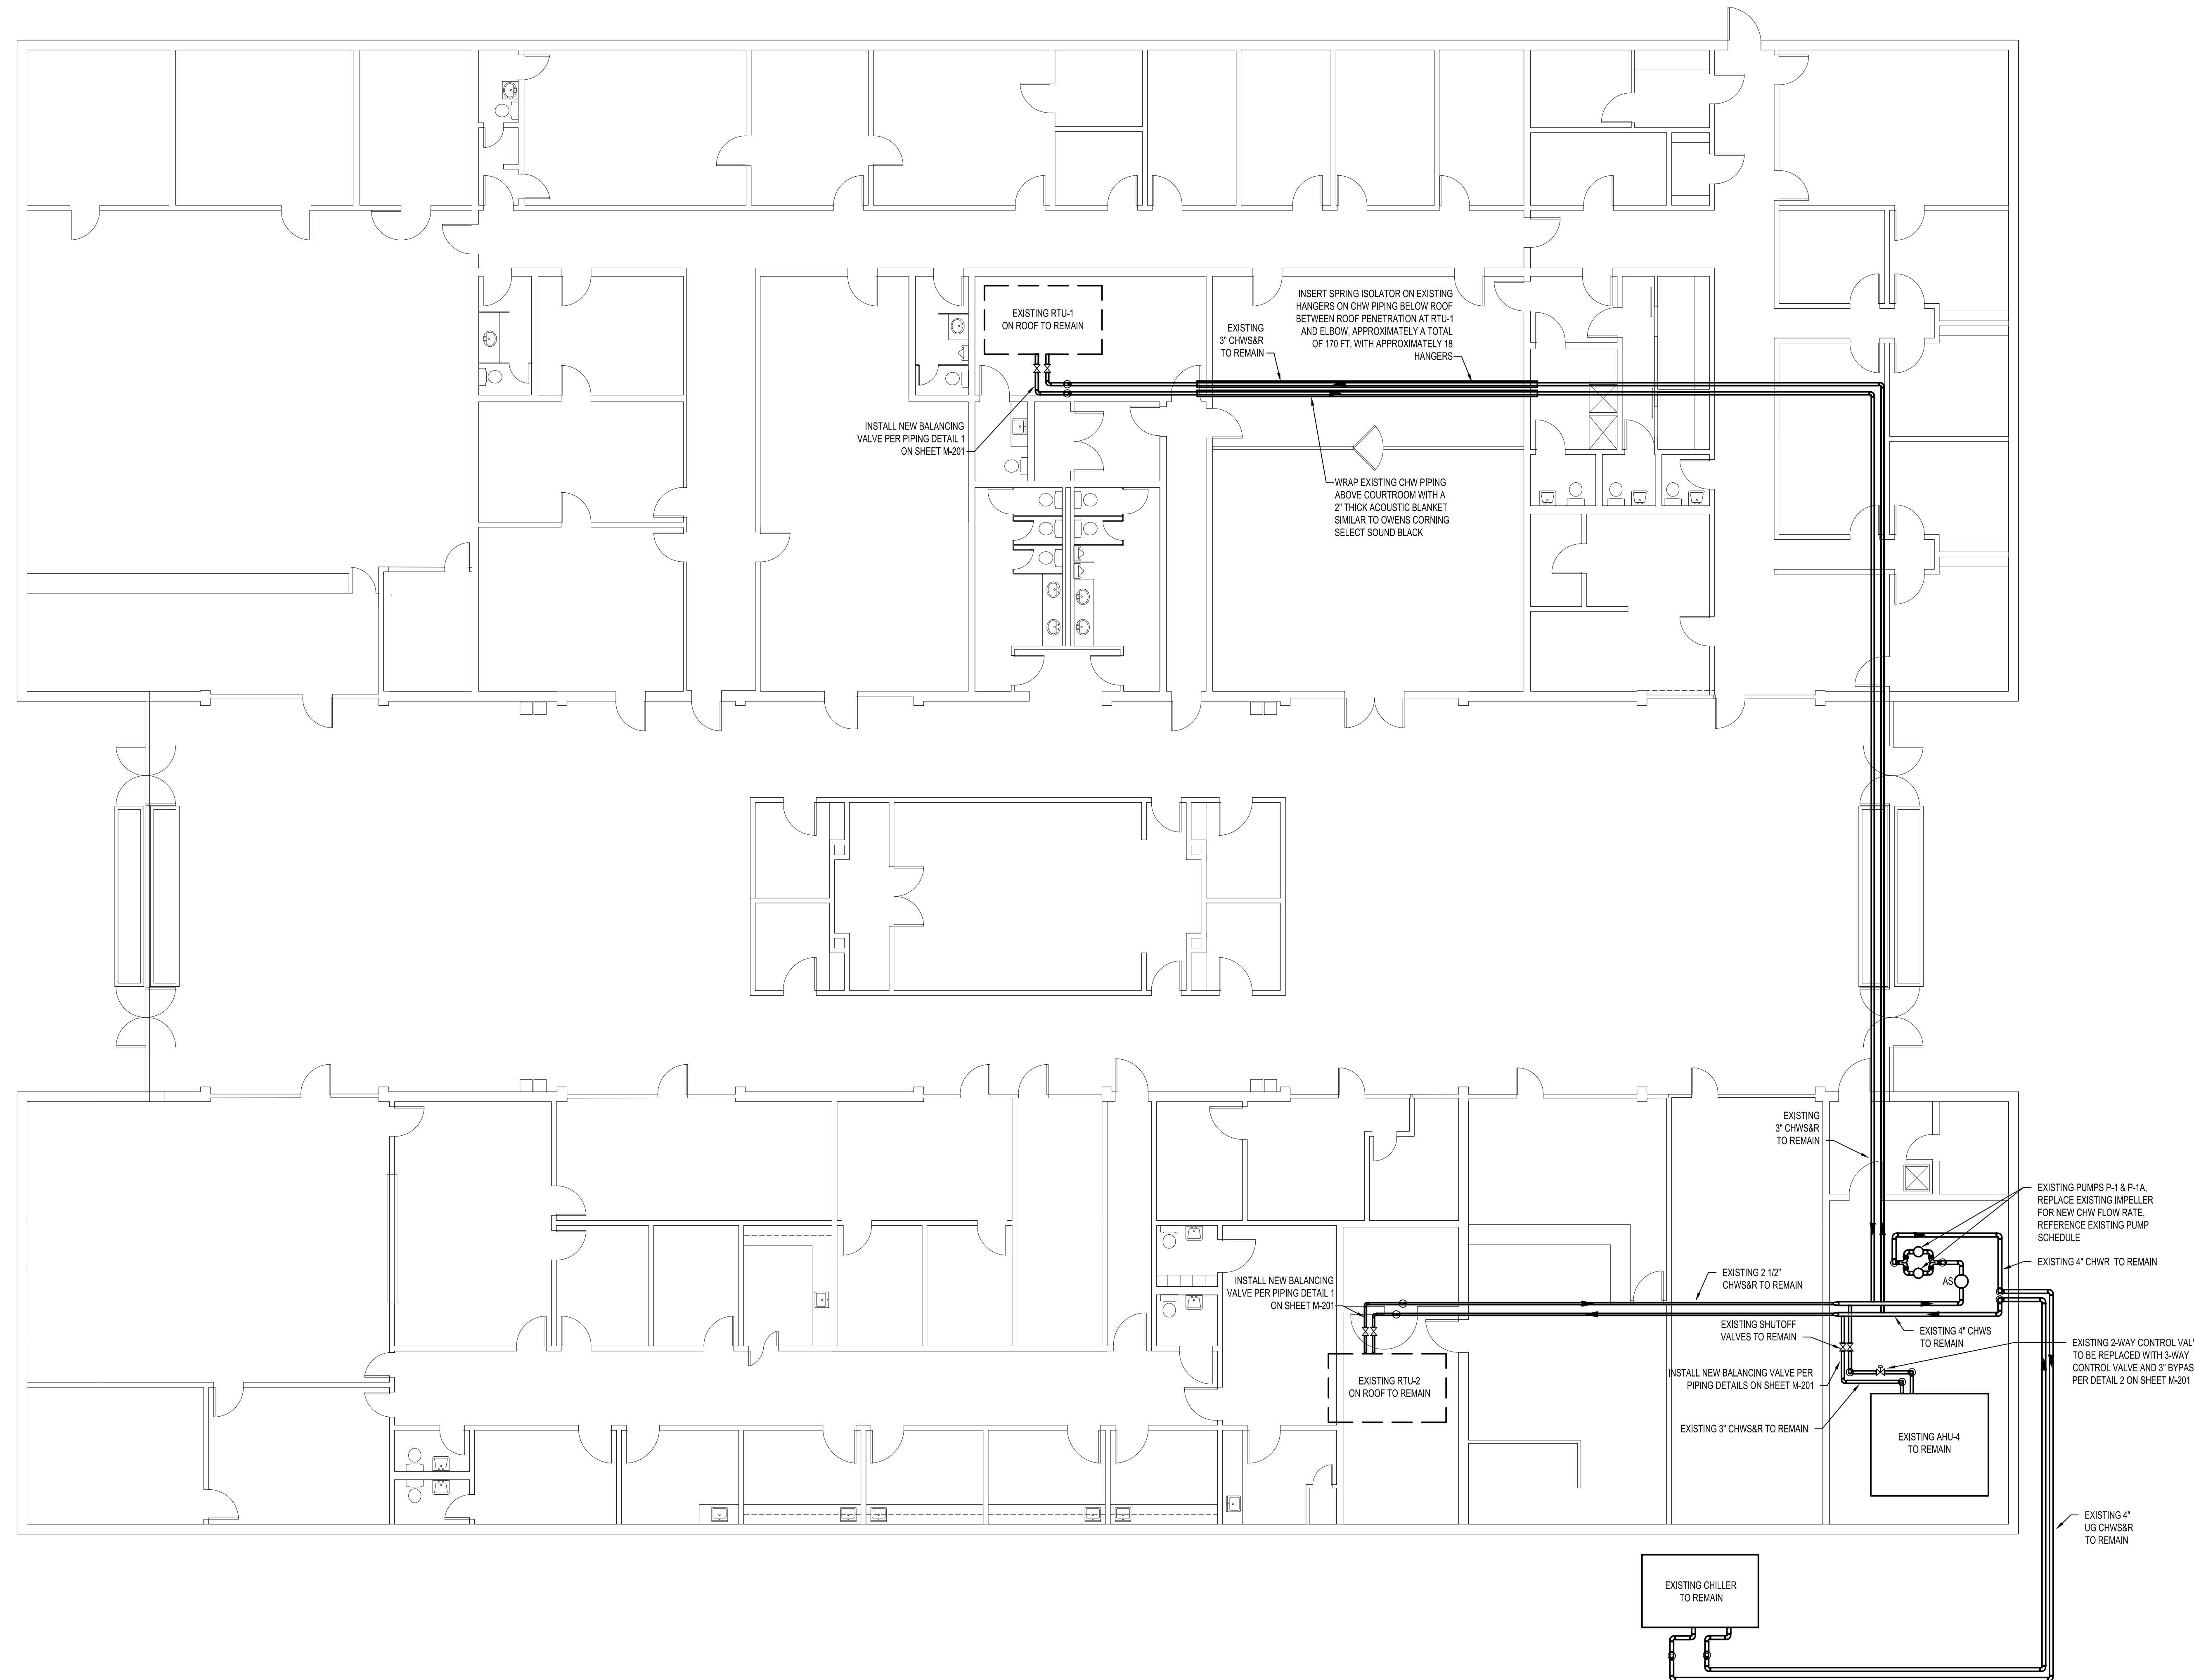 EXISTING RTU-1
ON ROOF TO REMAIN
EXISTING
3" CHWS&R
TO REMAIN
INSERT SPRING ISOLATOR ON EXISTING
HANGERS ON CHW PIPING BELOW ROOF
BETWEEN ROOF PENETRATION AT RTU-1
AND ELBOW, APPROXIMATELY A TOTAL
OF 170 FT, WITH APPROXIMATELY 18
HANGERS
INSTALL NEW BALANCING
VALVE PER PIPING DETAIL 1
ON SHEET M-201
WRAP EXISTING CHW PIPING
ABOVE COURTROOM WITH A
2" THICK ACOUSTIC BLANKET
SIMILAR TO OWENS CORNING
SELECT SOUND BLACK
EXISTING
3" CHWS&R
TO REMAIN
EXISTING PUMPS P-1 & P-1A,
REPLACE EXISTING IMPELLER
FOR NEW CHW FLOW RATE,
REFERENCE EXISTING PUMP
SCHEDULE
EXISTING 4" CHWR TO REMAIN
AS
INSTALL NEW BALANCING
VALVE PER PIPING DETAIL 1
ON SHEET M-201
EXISTING 2 1/2"
CHWS&R TO REMAIN
EXISTING SHUTOFF
VALVES TO REMAIN
EXISTING 4" CHWS
TO REMAIN
EXISTING 2-WAY CONTROL VAL
TO BE REPLACED WITH 3-WAY
CONTROL VALVE AND 3" BYPAS
PER DETAIL 2 ON SHEET M-201
INSTALL NEW BALANCING VALVE PER
PIPING DETAILS ON SHEET M-201
EXISTING RTU-2
ON ROOF TO REMAIN
EXISTING 3" CHWS&R TO REMAIN
EXISTING AHU-4
TO REMAIN
EXISTING 4"
UG CHWS&R
TO REMAIN
EXISTING CHILLER
TO REMAIN